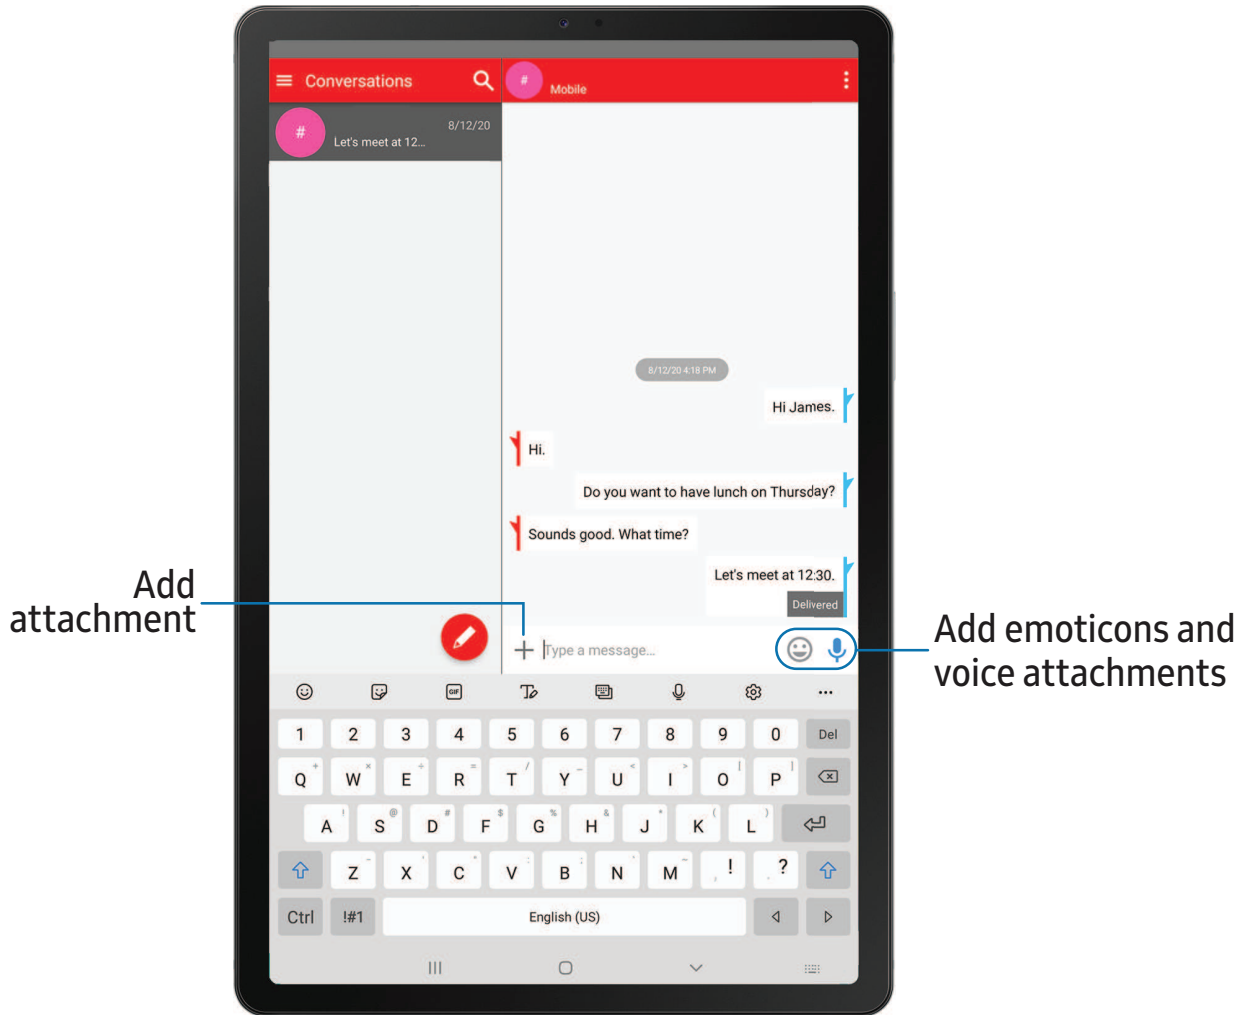 Conversations
#
Mobile
#
8/12/20
Let's meet at 12...
8/12/20 4:18 PM
Hi James.
Hi.
Do you want to have lunch on Thursday?
Sounds good. What time?
Let's meet at 12:30.
Delivered
Add
attachment
Type a message...
Add emoticons and
voice attachments
GIF
1 2 3 4 5 6 7 8 9 0 Del
Q + W × E ÷ R = T / Y _ U < I > O [ P ]
A ! S @ D # F $ G % H & J * K ( L )
Z - X ' C " V : B ; N ' M ~ , ! . ?
Ctrl !#1 English (US)